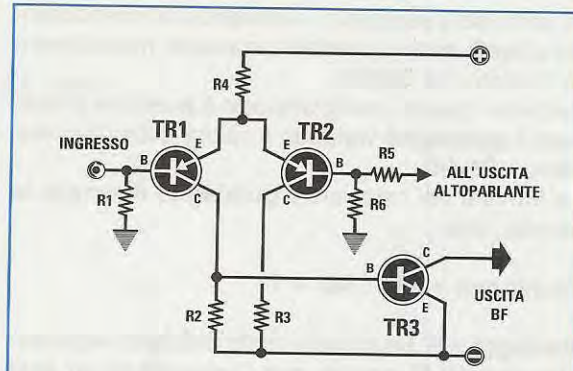 +
R4
TR1
TR2
INGRESSO
E
E
B
B
R5
ALL' USCITA
ALTOPARLANTE
R1
C
C
R6
B
C
USCITA
BF
R2
R3
E
TR3
−